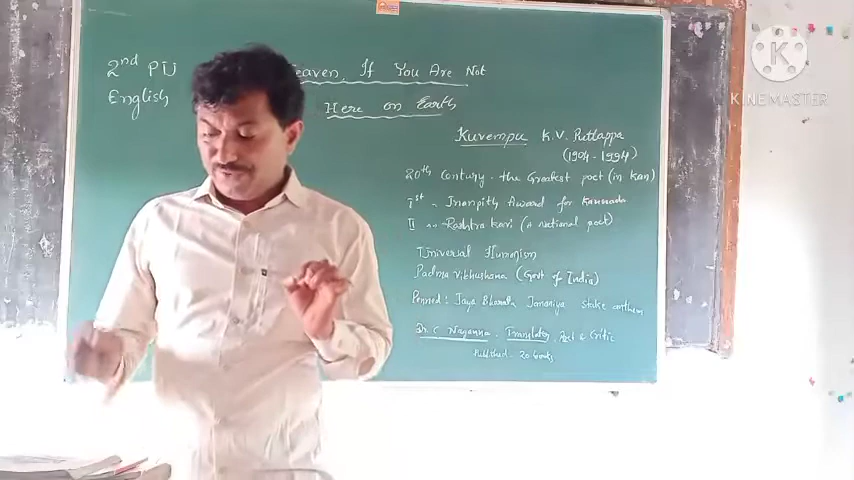 2nd PU
English
Heaven, If You Are Not
Here on Earth
Kuvempu K.V. Puttappa
(1904 - 1994)
20th Century - the Greatest poet (in Kan)
1st - Jnanpith Award for Kannada
II - Rashtra Kavi (A national poet)
Universal Humanism
Padma Vibhushana (Govt of India)
Penned: Jaya Bharata Jananiya State anthem
Dr. C Naganna - Translator, Poet & Critic
Published - 20 books
KINEMASTER